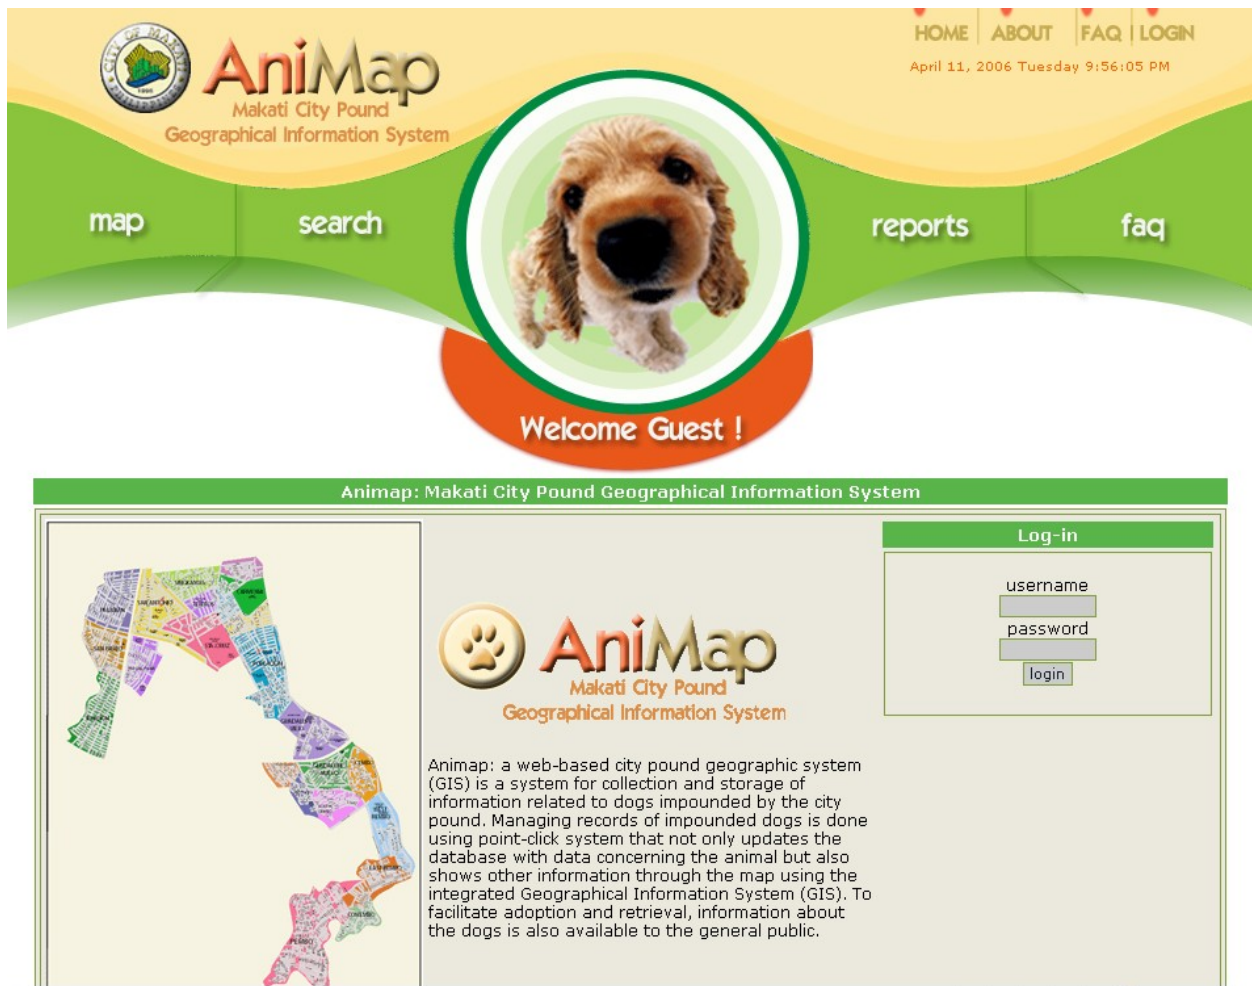 HOME ABOUT FAQ LOGIN
April 11, 2006 Tuesday 9:56:05 PM
CITY OF MAKATI
PHILIPPINES
AniMap
Makati City Pound
Geographical Information System
map search reports faq
Welcome Guest !
Animap: Makati City Pound Geographical Information System
AniMap
Makati City Pound
Geographical Information System
Animap: a web-based city pound geographic system
(GIS) is a system for collection and storage of
information related to dogs impounded by the city
pound. Managing records of impounded dogs is done
using point-click system that not only updates the
database with data concerning the animal but also
shows other information through the map using the
integrated Geographical Information System (GIS). To
facilitate adoption and retrieval, information about
the dogs is also available to the general public.
Log-in
username
password
login